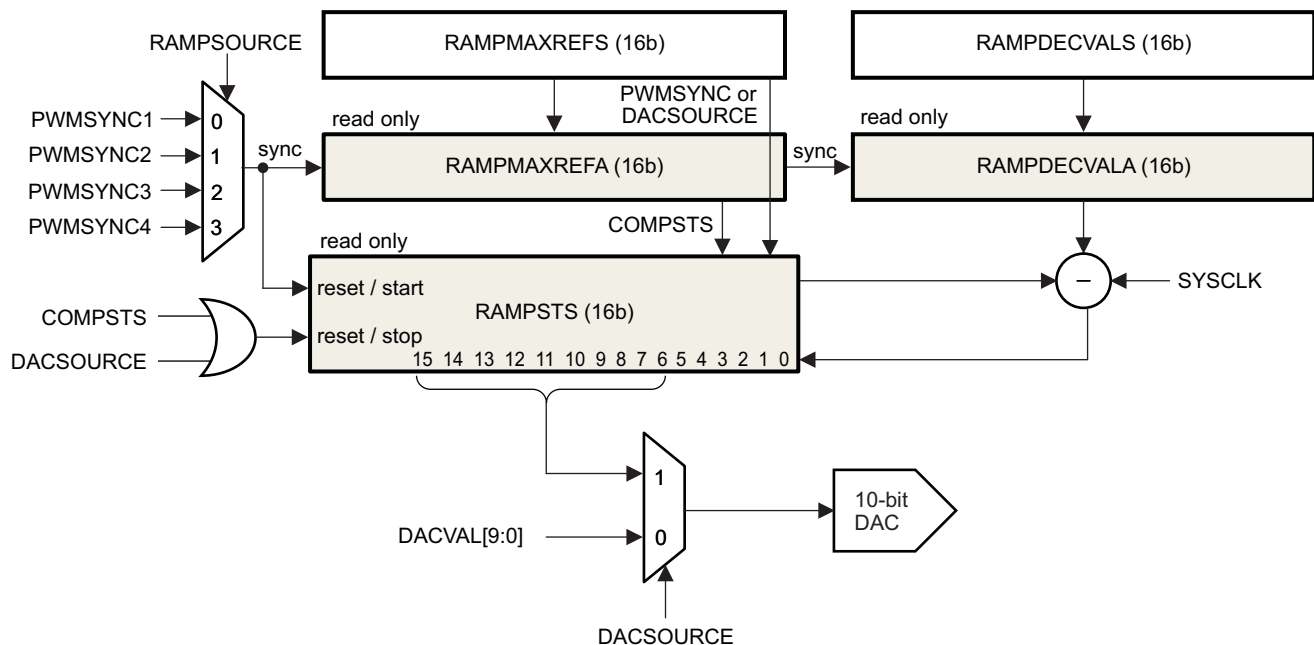 RAMPSOURCE
RAMPMAXREFS (16b)
RAMPDECVALS (16b)
PWMSYNC or
DACSOURCE
PWMSYNC1
0
read only
read only
PWMSYNC2
1
sync
RAMPMAXREFA (16b)
sync
RAMPDECVALA (16b)
PWMSYNC3
2
PWMSYNC4
3
COMPSTS
read only
reset / start
–
SYSCLK
RAMPSTS (16b)
COMPSTS
reset / stop
DACSOURCE
15 14 13 12 11 10 9 8 7 6 5 4 3 2 1 0
1
10-bit
DAC
DACVAL[9:0]
0
DACSOURCE